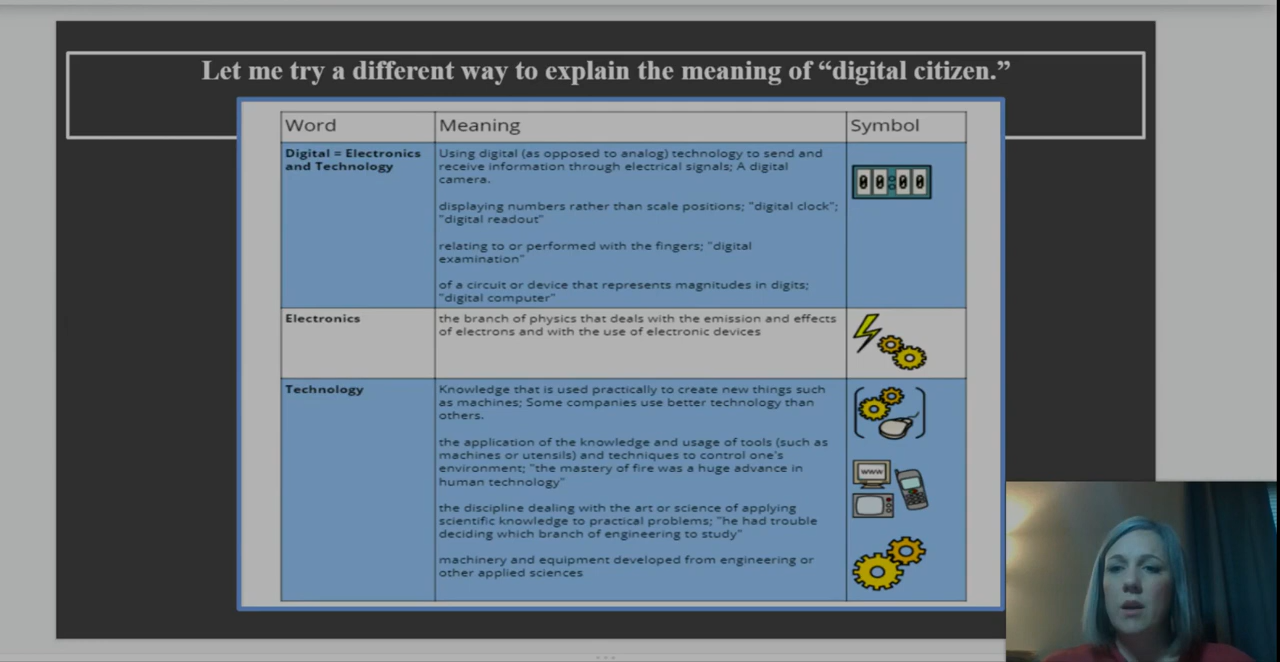 Let me try a different way to explain the meaning of “digital citizen.”
Word
Meaning
Symbol
Digital = Electronics
and Technology
Using digital (as opposed to analog) technology to send and
receive information through electrical signals; A digital
camera.
displaying numbers rather than scale positions; "digital clock";
"digital readout"
relating to or performed with the fingers; "digital
examination"
of a circuit or device that represents magnitudes in digits;
"digital computer"
00:00
Electronics
the branch of physics that deals with the emission and effects
of electrons and with the use of electronic devices
Technology
Knowledge that is used practically to create new things such
as machines; Some companies use better technology than
others.
the application of the knowledge and usage of tools (such as
machines or utensils) and techniques to control one's
environment; "the mastery of fire was a huge advance in
human technology"
the discipline dealing with the art or science of applying
scientific knowledge to practical problems; "he had trouble
deciding which branch of engineering to study"
machinery and equipment developed from engineering or
other applied sciences
www